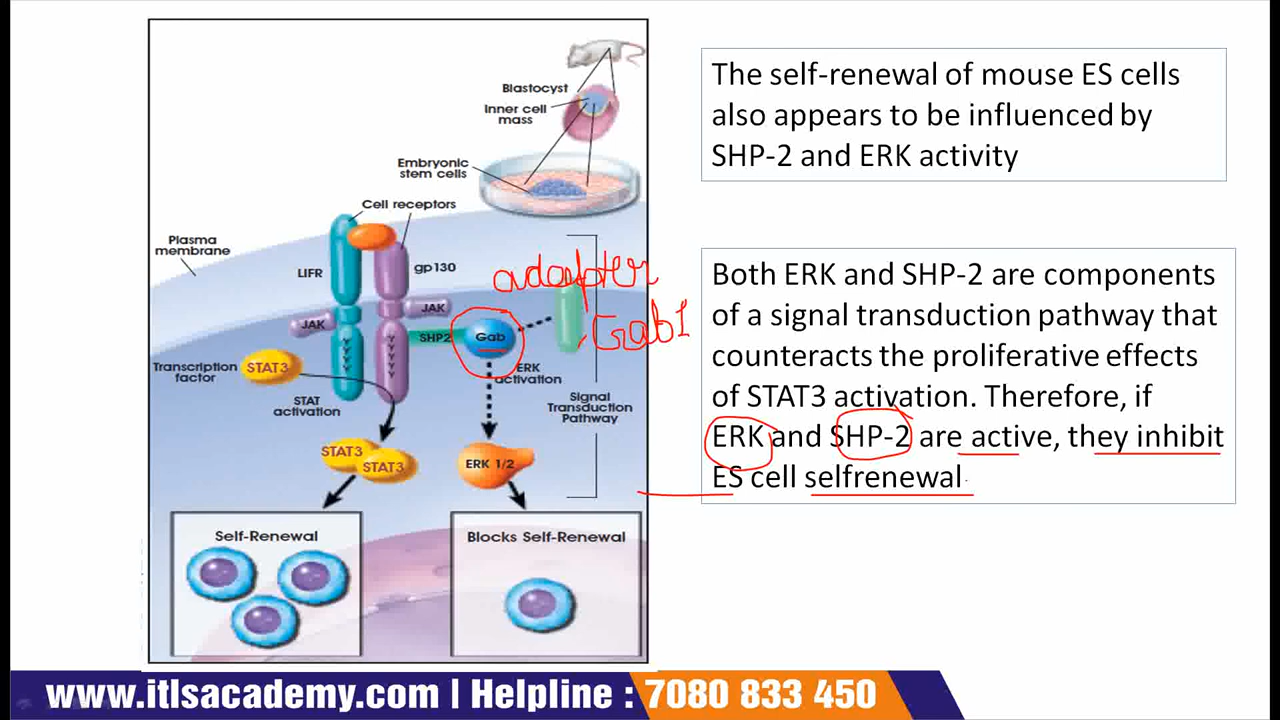 Blastocyst
Inner cell
mass
Embryonic
stem cells
Cell receptors
Plasma
membrane
LIFR
gp130
JAK
JAK
SHP2
Gab
adapter
Gab1
Transcription
factor
STAT3
STAT
activation
ERK
activation
Signal
Transduction
Pathway
STAT3
STAT3
ERK 1/2
Self-Renewal
Blocks Self-Renewal
The self-renewal of mouse ES cells
also appears to be influenced by
SHP-2 and ERK activity
Both ERK and SHP-2 are components
of a signal transduction pathway that
counteracts the proliferative effects
of STAT3 activation. Therefore, if
ERK and SHP-2 are active, they inhibit
ES cell selfrenewal
www.itlsacademy.com | Helpline : 7080 833 450